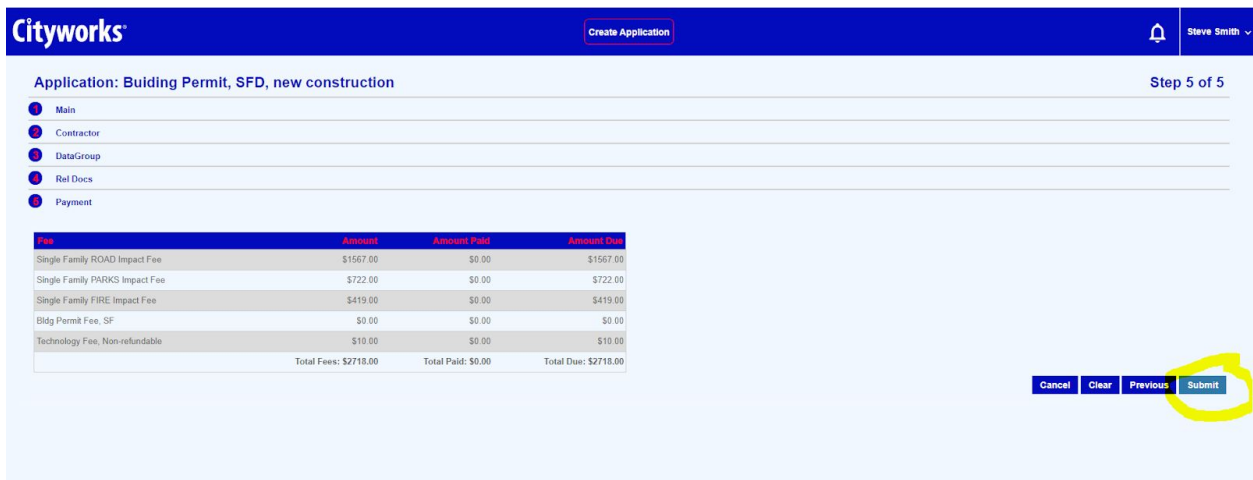 Cityworks
Create Application
Steve Smith
Application: Buiding Permit, SFD, new construction
Step 5 of 5
1 Main
2 Contractor
3 DataGroup
4 Rel Docs
5 Payment
Fee Amount Amount Paid Amount Due
Single Family ROAD Impact Fee $1567.00 $0.00 $1567.00
Single Family PARKS Impact Fee $722.00 $0.00 $722.00
Single Family FIRE Impact Fee $419.00 $0.00 $419.00
Bldg Permit Fee, SF $0.00 $0.00 $0.00
Technology Fee, Non-refundable $10.00 $0.00 $10.00
Total Fees: $2718.00 Total Paid: $0.00 Total Due: $2718.00
Cancel Clear Previous Submit